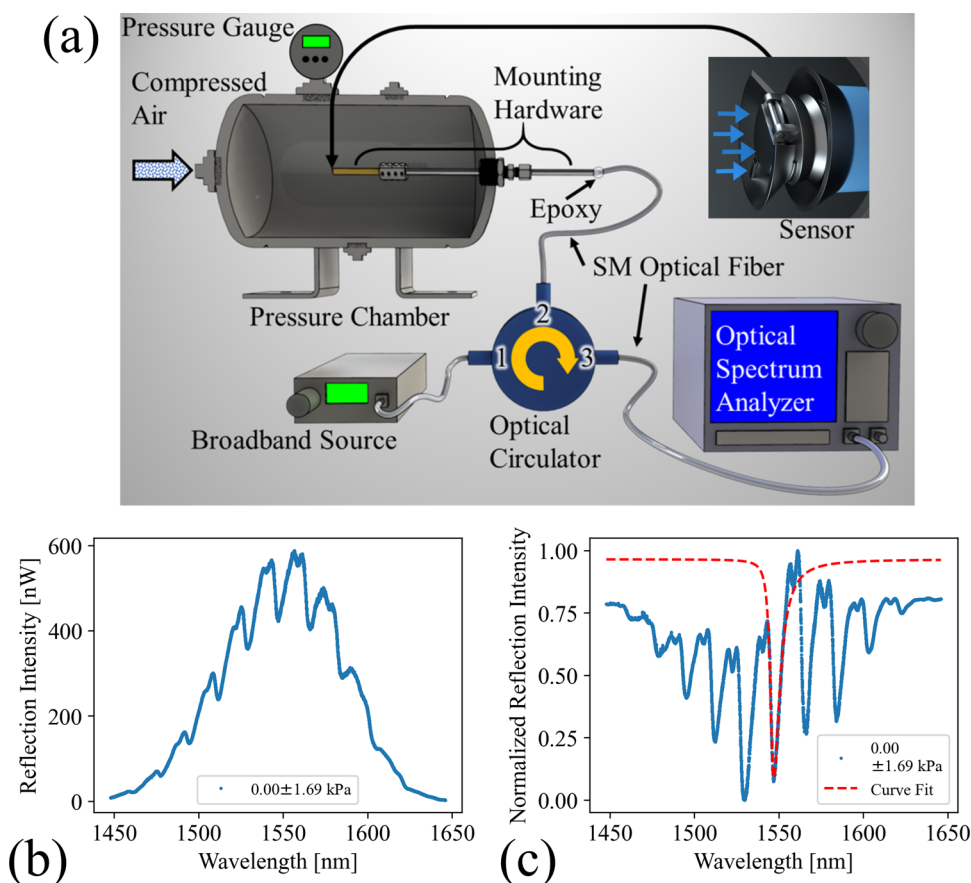 (a)
Pressure Gauge
Compressed
Air
Mounting
Hardware
Epoxy
Sensor
SM Optical Fiber
Pressure Chamber
1
2
3
Optical
Spectrum
Analyzer
Broadband Source
Optical
Circulator
Reflection Intensity [nW]
600
400
200
0
0.00±1.69 kPa
1450
1500
1550
1600
1650
Wavelength [nm]
(b)
Normalized Reflection Intensity
1.00
0.75
0.50
0.25
0.00
0.00
±1.69 kPa
Curve Fit
1450
1500
1550
1600
1650
Wavelength [nm]
(c)